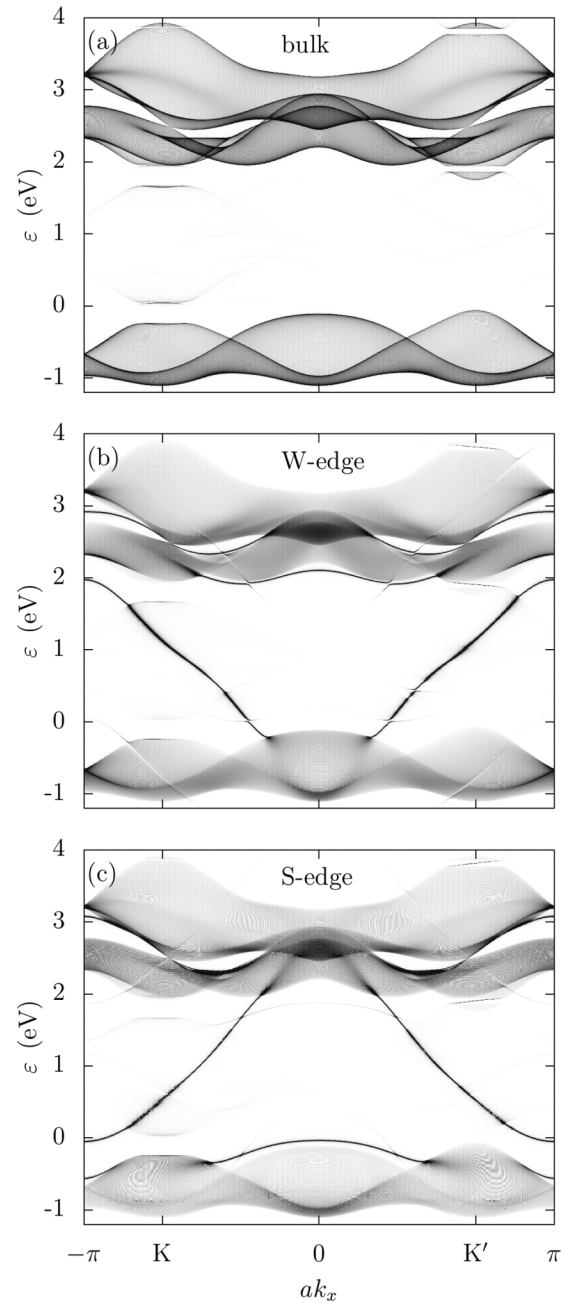 (a) bulk
4
3
2
1
0
-1
ε (eV)
(b) W-edge
4
3
2
1
0
-1
ε (eV)
(c) S-edge
4
3
2
1
0
-1
ε (eV)
−π K 0 K′ π
akₓ